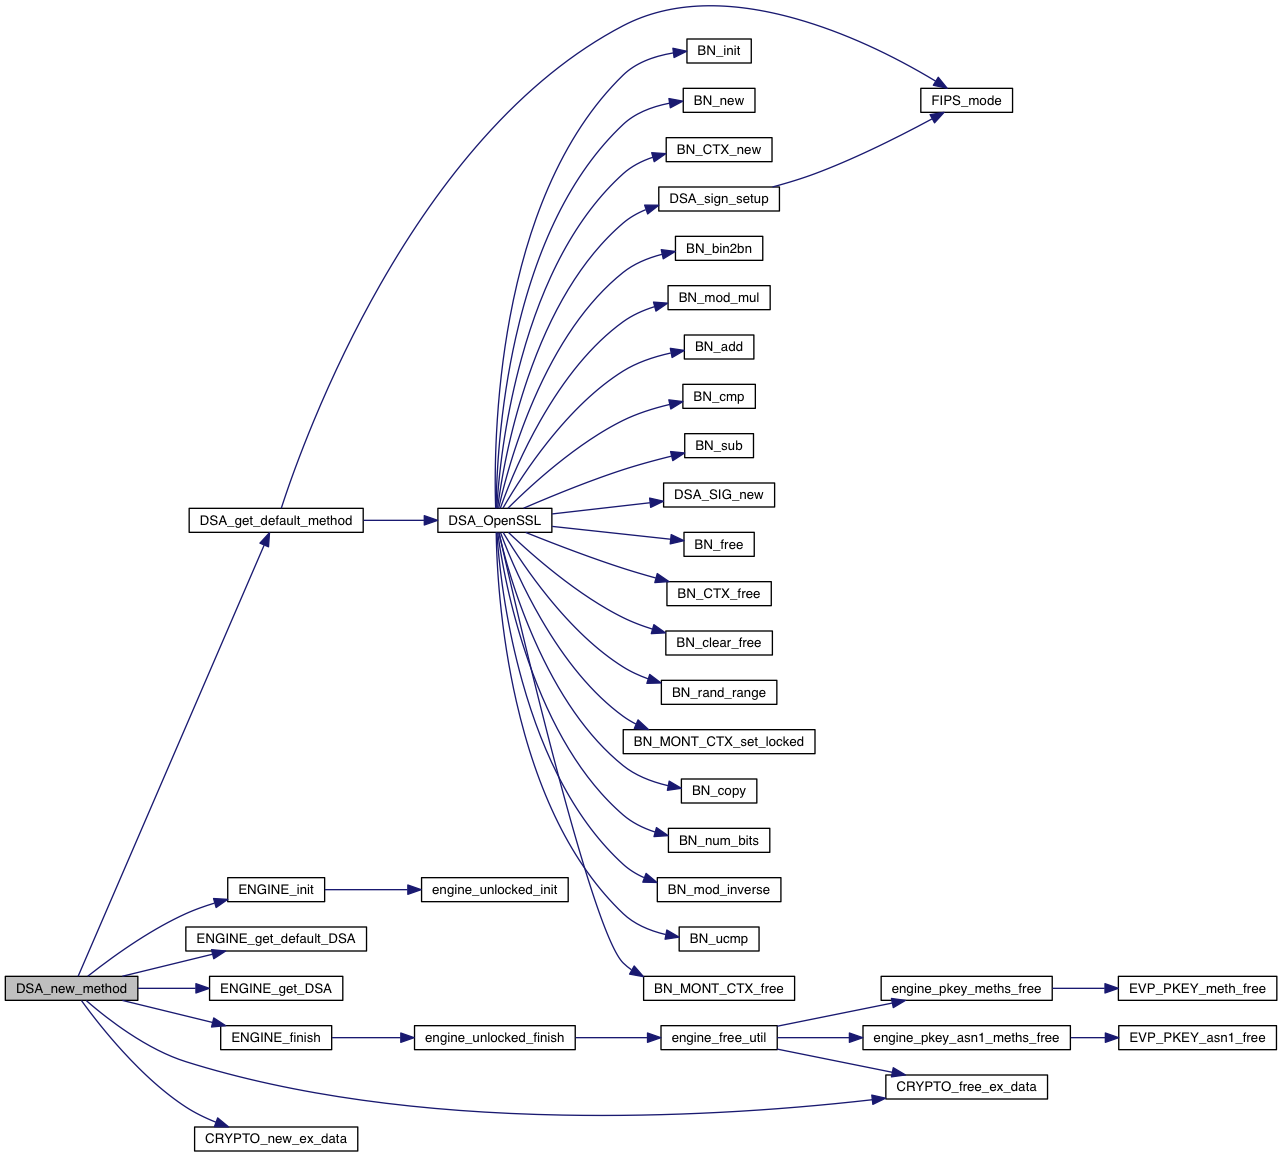 BN_init
BN_new
FIPS_mode
BN_CTX_new
DSA_sign_setup
BN_bin2bn
BN_mod_mul
BN_add
BN_cmp
BN_sub
DSA_SIG_new
DSA_get_default_method
DSA_OpenSSL
BN_free
BN_CTX_free
BN_clear_free
BN_rand_range
BN_MONT_CTX_set_locked
BN_copy
BN_num_bits
ENGINE_init
engine_unlocked_init
BN_mod_inverse
ENGINE_get_default_DSA
BN_ucmp
DSA_new_method
ENGINE_get_DSA
BN_MONT_CTX_free
engine_pkey_meths_free
EVP_PKEY_meth_free
ENGINE_finish
engine_unlocked_finish
engine_free_util
engine_pkey_asn1_meths_free
EVP_PKEY_asn1_free
CRYPTO_free_ex_data
CRYPTO_new_ex_data